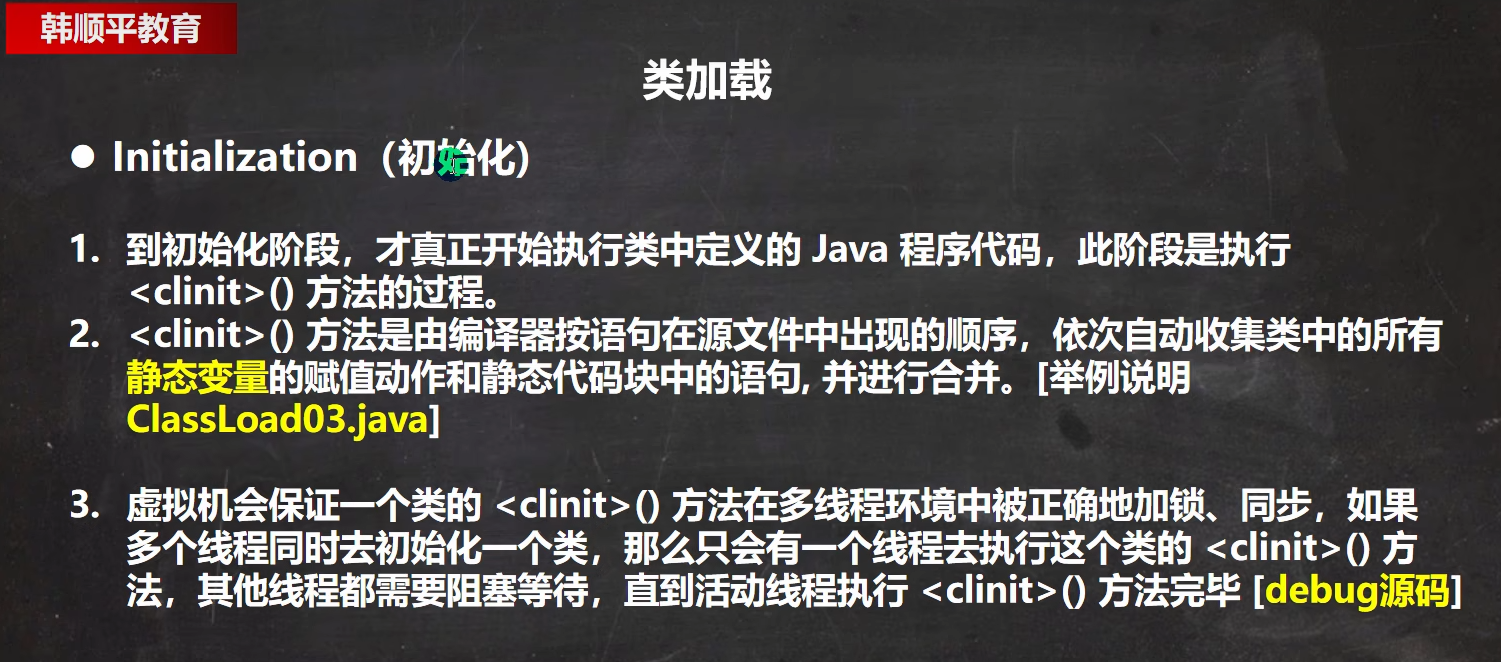 韩顺平教育
类加载
● Initialization（初始化）
1. 到初始化阶段，才真正开始执行类中定义的 Java 程序代码，此阶段是执行
<clinit>() 方法的过程。
2. <clinit>() 方法是由编译器按语句在源文件中出现的顺序，依次自动收集类中的所有
静态变量的赋值动作和静态代码块中的语句, 并进行合并。[举例说明
ClassLoad03.java]
3. 虚拟机会保证一个类的 <clinit>() 方法在多线程环境中被正确地加锁、同步，如果
多个线程同时去初始化一个类，那么只会有一个线程去执行这个类的 <clinit>() 方
法，其他线程都需要阻塞等待，直到活动线程执行 <clinit>() 方法完毕 [debug源码]